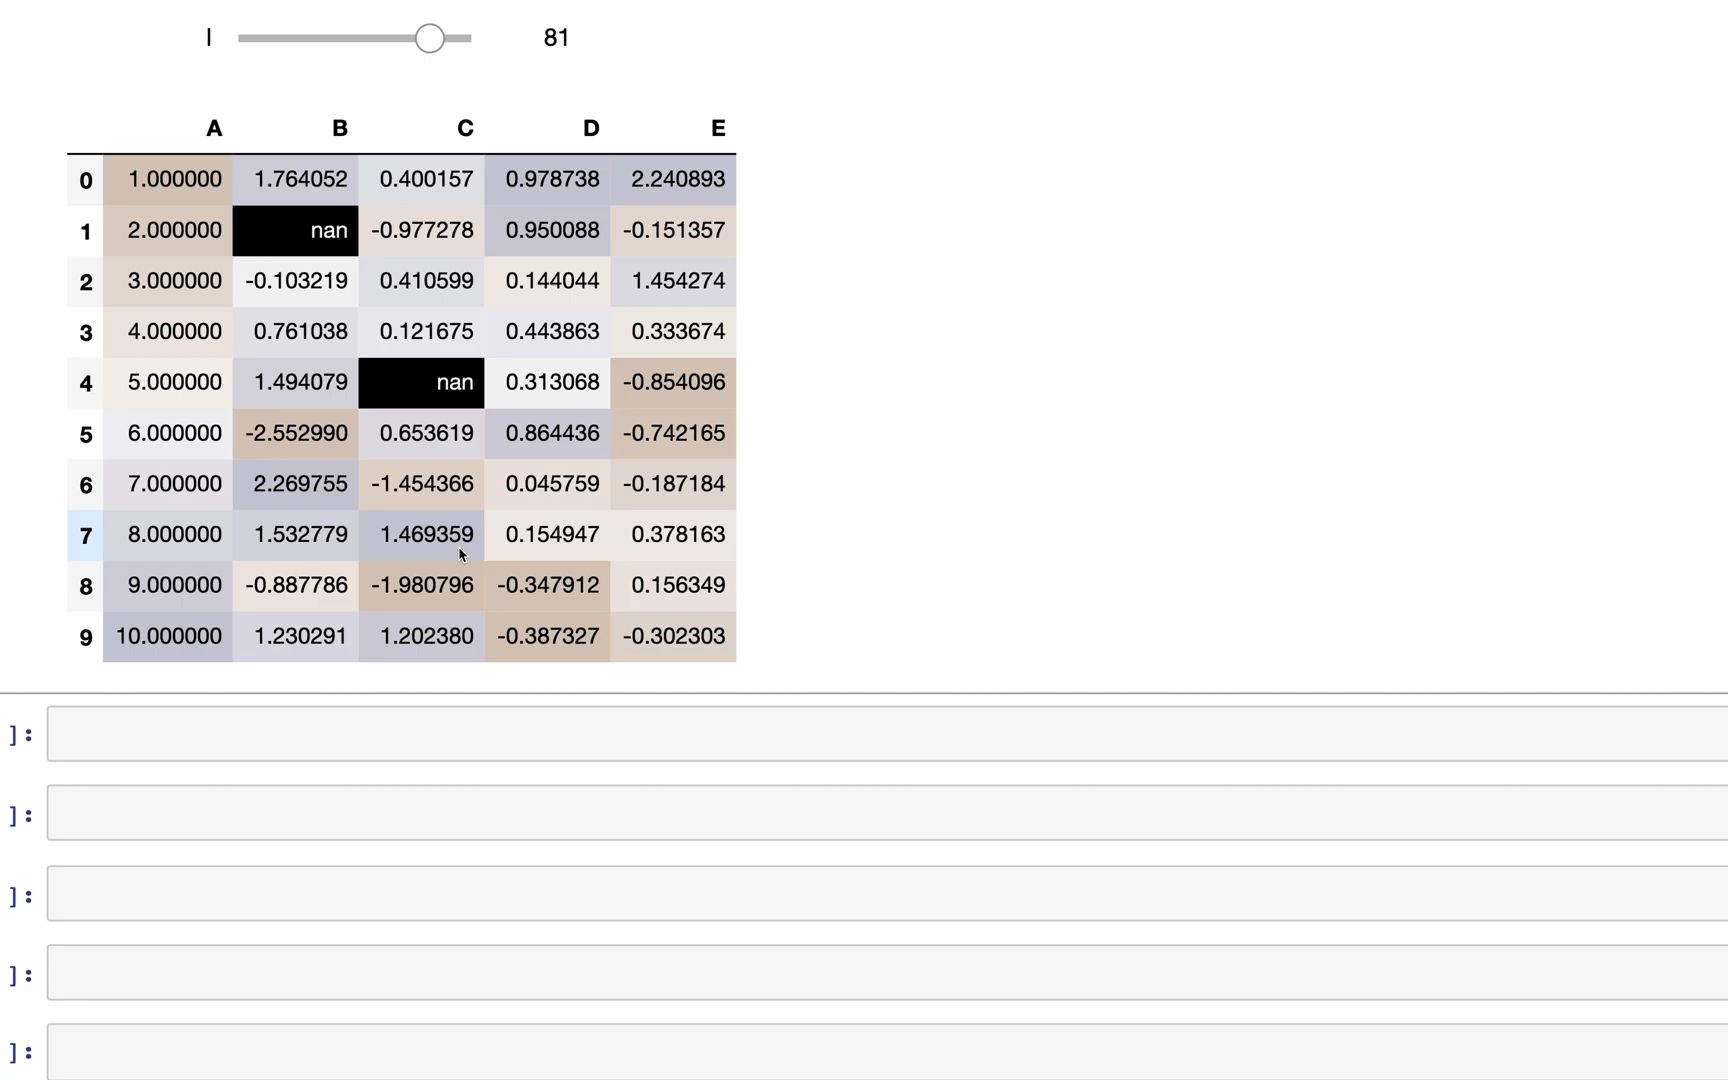 l 81
A B C D E
0 1.000000 1.764052 0.400157 0.978738 2.240893
1 2.000000 nan -0.977278 0.950088 -0.151357
2 3.000000 -0.103219 0.410599 0.144044 1.454274
3 4.000000 0.761038 0.121675 0.443863 0.333674
4 5.000000 1.494079 nan 0.313068 -0.854096
5 6.000000 -2.552990 0.653619 0.864436 -0.742165
6 7.000000 2.269755 -1.454366 0.045759 -0.187184
7 8.000000 1.532779 1.469359 0.154947 0.378163
8 9.000000 -0.887786 -1.980796 -0.347912 0.156349
9 10.000000 1.230291 1.202380 -0.387327 -0.302303
]:
]:
]:
]:
]: